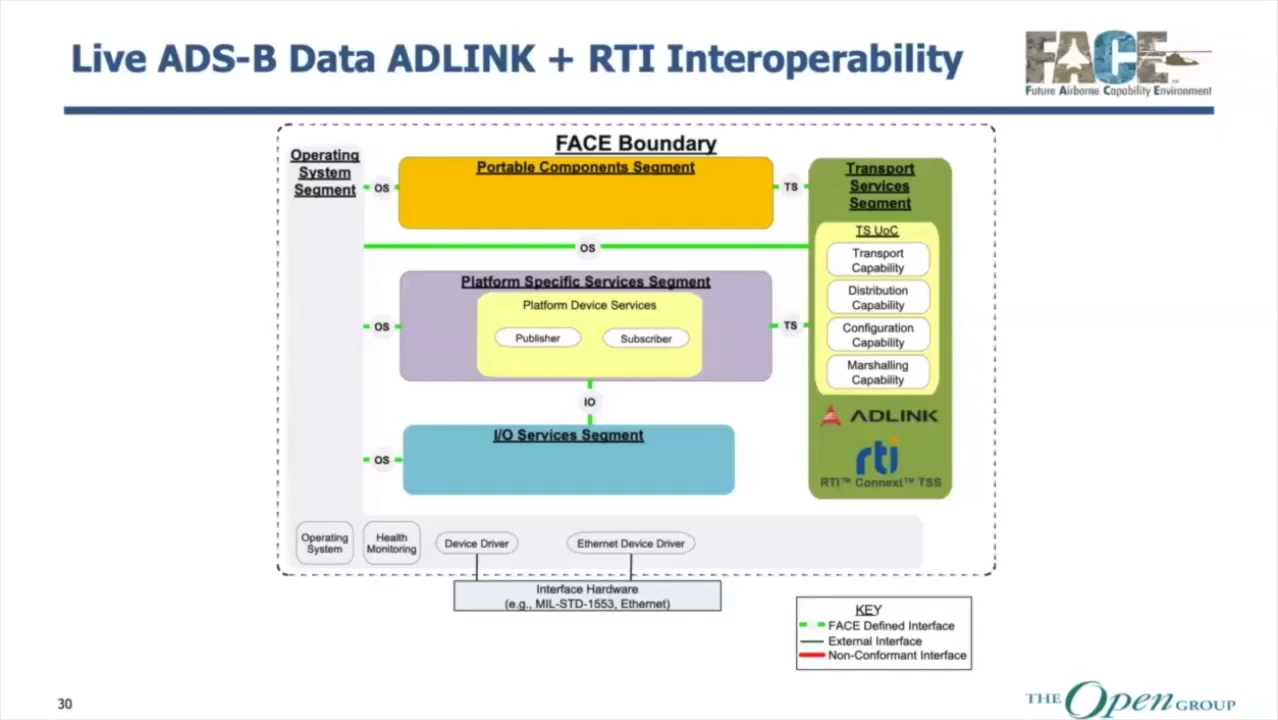 Live ADS-B Data ADLINK + RTI Interoperability
FACE™
Future Airborne Capability Environment
FACE Boundary
Operating
System
Segment
OS
Portable Components Segment
TS
Transport
Services
Segment
TS UoC
Transport
Capability
Distribution
Capability
Configuration
Capability
Marshalling
Capability
ADLINK
rti
RTI™ Connext™ TSS
OS
OS
Platform Specific Services Segment
Platform Device Services
Publisher
Subscriber
TS
IO
OS
I/O Services Segment
Operating
System
Health
Monitoring
Device Driver
Ethernet Device Driver
Interface Hardware
(e.g., MIL-STD-1553, Ethernet)
KEY
FACE Defined Interface
External Interface
Non-Conformant Interface
30
THE Open GROUP